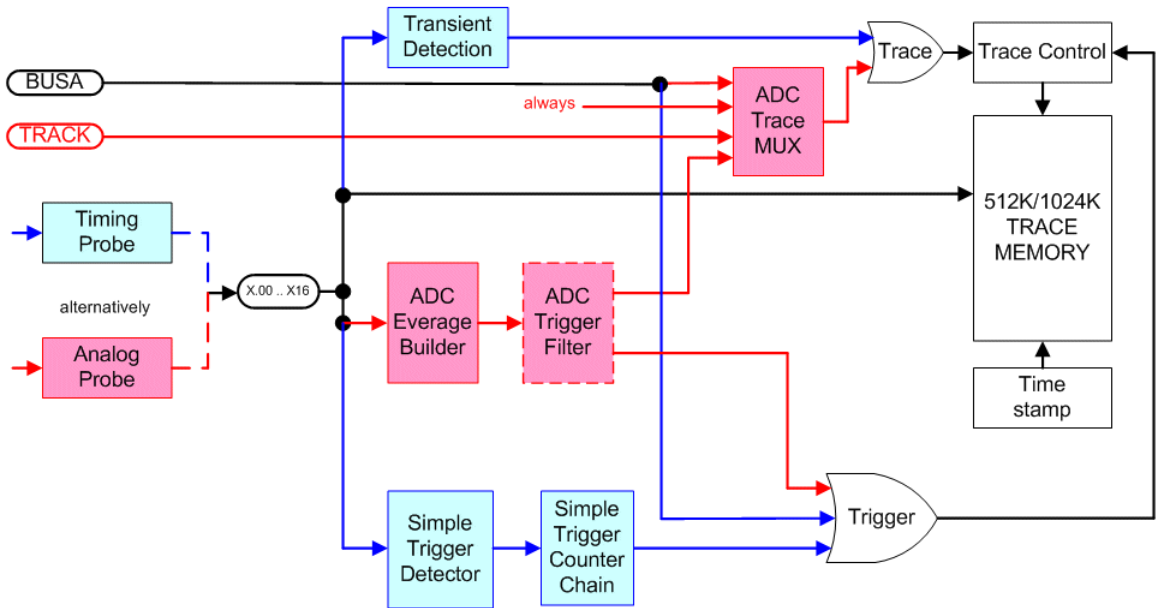 Transient
Detection
Trace
Trace Control
BUSA
always
ADC
Trace
MUX
TRACK
Timing
Probe
512K/1024K
TRACE
MEMORY
X.00 .. X16
alternatively
ADC
Everage
Builder
ADC
Trigger
Filter
Analog
Probe
Time
stamp
Simple
Trigger
Detector
Simple
Trigger
Counter
Chain
Trigger